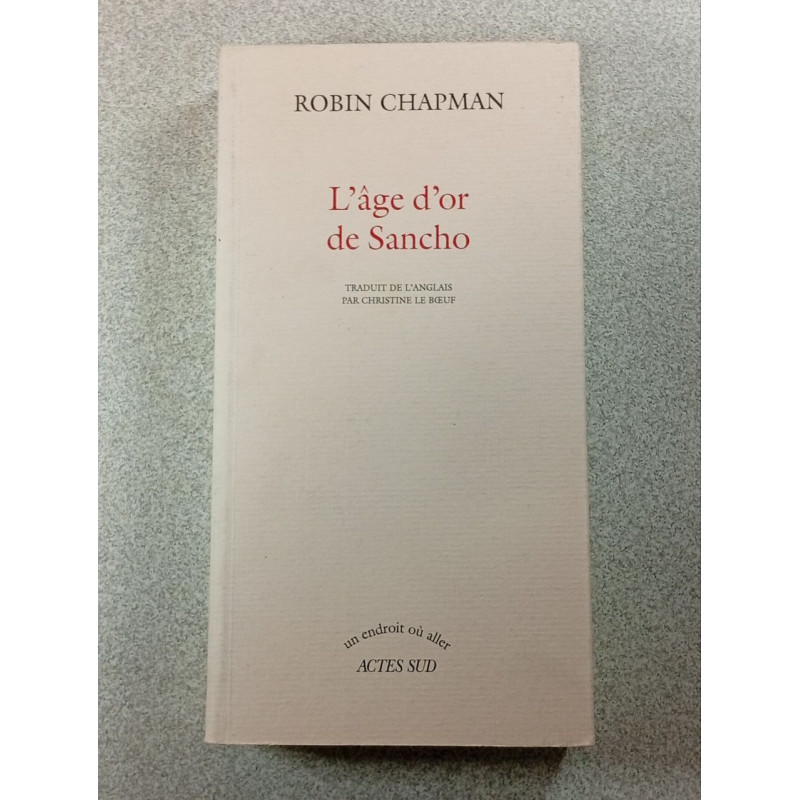 ROBIN CHAPMAN
L'âge d'or
de Sancho
TRADUIT DE L'ANGLAIS
PAR CHRISTINE LE BŒUF
un endroit où aller
ACTES SUD